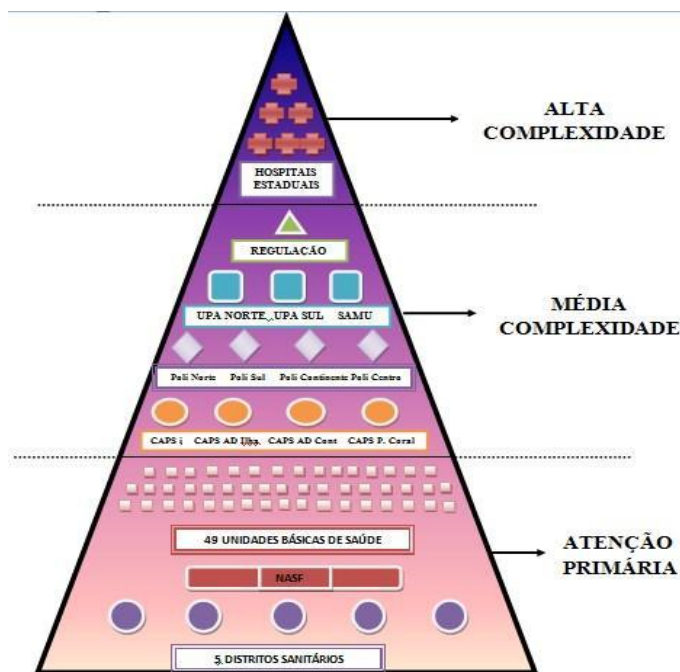 ALTA
COMPLEXIDADE
HOSPITAIS
ESTADUAIS
REGULAÇÃO
UPA NORTE, UPA SUL SAMU
MÉDIA
COMPLEXIDADE
Poli Norte Poli Sul Poli Continente Poli Centro
CAPS i CAPS AD Ilha. CAPS AD Cont CAPS P. Coral
49 UNIDADES BÁSICAS DE SAÚDE
ATENÇÃO
PRIMÁRIA
NASF
5 DISTRITOS SANITÁRIOS